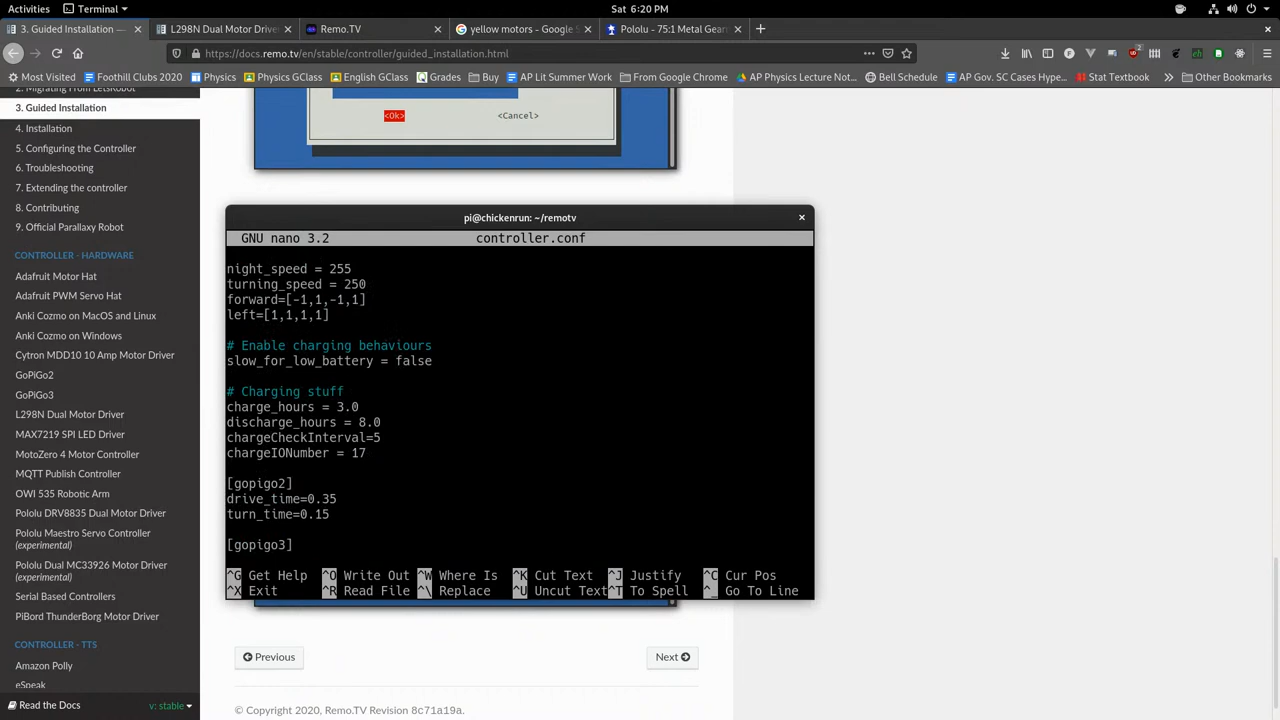 Activities
Terminal
Sat 6:20 PM
3. Guided Installation —
L298N Dual Motor Driver
Remo.TV
yellow motors - Google S
Pololu - 75:1 Metal Gearm
https://docs.remo.tv/en/stable/controller/guided_installation.html
Most Visited
Foothill Clubs 2020
Physics
Physics GClass
English GClass
Grades
Buy
AP Lit Summer Work
From Google Chrome
AP Physics Lecture Not…
Bell Schedule
AP Gov. SC Cases Hype…
Stat Textbook
Other Bookmarks
2. Migrating From LetsRobot
3. Guided Installation
4. Installation
5. Configuring the Controller
6. Troubleshooting
7. Extending the controller
8. Contributing
9. Official Parallaxy Robot
CONTROLLER - HARDWARE
Adafruit Motor Hat
Adafruit PWM Servo Hat
Anki Cozmo on MacOS and Linux
Anki Cozmo on Windows
Cytron MDD10 10 Amp Motor Driver
GoPiGo2
GoPiGo3
L298N Dual Motor Driver
MAX7219 SPI LED Driver
MotoZero 4 Motor Controller
MQTT Publish Controller
OWI 535 Robotic Arm
Pololu DRV8835 Dual Motor Driver
Pololu Maestro Servo Controller
(experimental)
Pololu Dual MC33926 Motor Driver
(experimental)
Serial Based Controllers
PiBord ThunderBorg Motor Driver
CONTROLLER - TTS
Amazon Polly
eSpeak
Read the Docs
v: stable
<Ok>
<Cancel>
pi@chickenrun: ~/remotv
GNU nano 3.2
controller.conf
night_speed = 255
turning_speed = 250
forward=[-1,1,-1,1]
left=[1,1,1,1]
# Enable charging behaviours
slow_for_low_battery = false
# Charging stuff
charge_hours = 3.0
discharge_hours = 8.0
chargeCheckInterval=5
chargeIONumber = 17
[gopigo2]
drive_time=0.35
turn_time=0.15
[gopigo3]
^G Get Help ^O Write Out ^W Where Is ^K Cut Text ^J Justify ^C Cur Pos
^X Exit ^R Read File ^\ Replace ^U Uncut Text ^T To Spell ^_ Go To Line
Previous
Next
© Copyright 2020, Remo.TV Revision 8c71a19a.